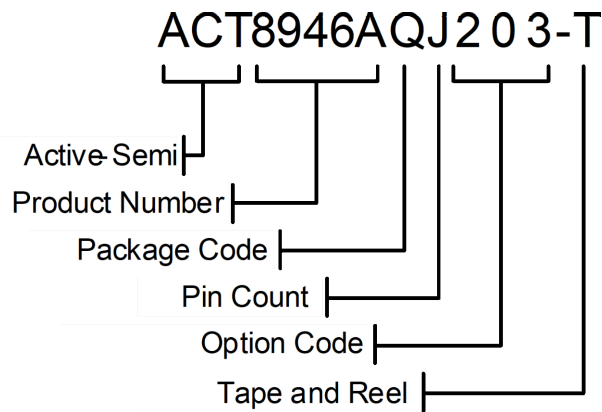 ACT8946AQJ203-T
Active-Semi
Product Number
Package Code
Pin Count
Option Code
Tape and Reel